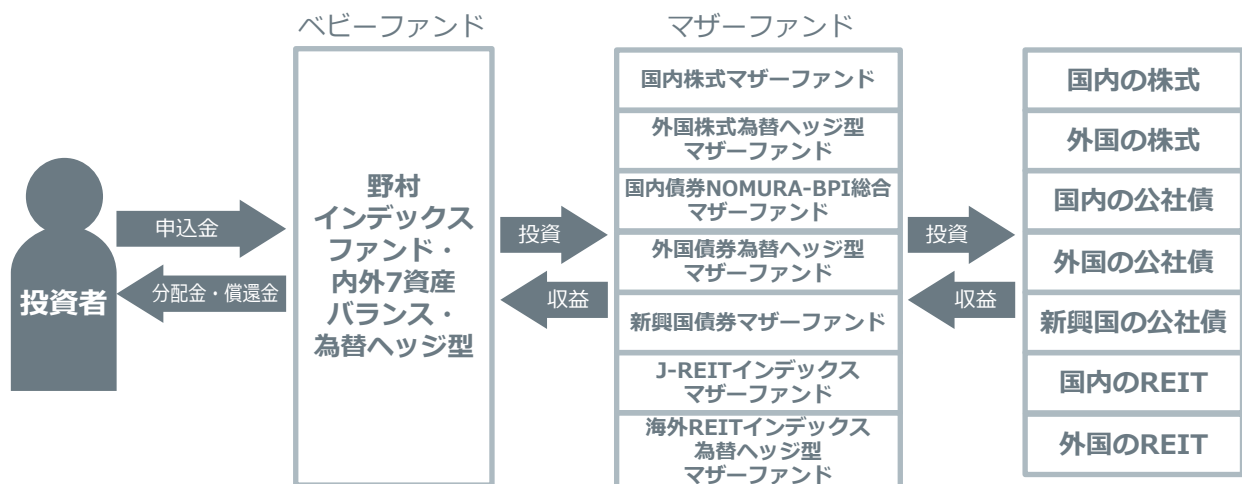 ベビーファンド
マザーファンド
投資者
申込金
分配金・償還金
野村
インデックス
ファンド・
内外7資産
バランス・
為替ヘッジ型
投資
収益
国内株式マザーファンド
外国株式為替ヘッジ型
マザーファンド
国内債券NOMURA-BPI総合
マザーファンド
外国債券為替ヘッジ型
マザーファンド
新興国債券マザーファンド
J-REITインデックス
マザーファンド
海外REITインデックス
為替ヘッジ型
マザーファンド
投資
収益
国内の株式
外国の株式
国内の公社債
外国の公社債
新興国の公社債
国内のREIT
外国のREIT